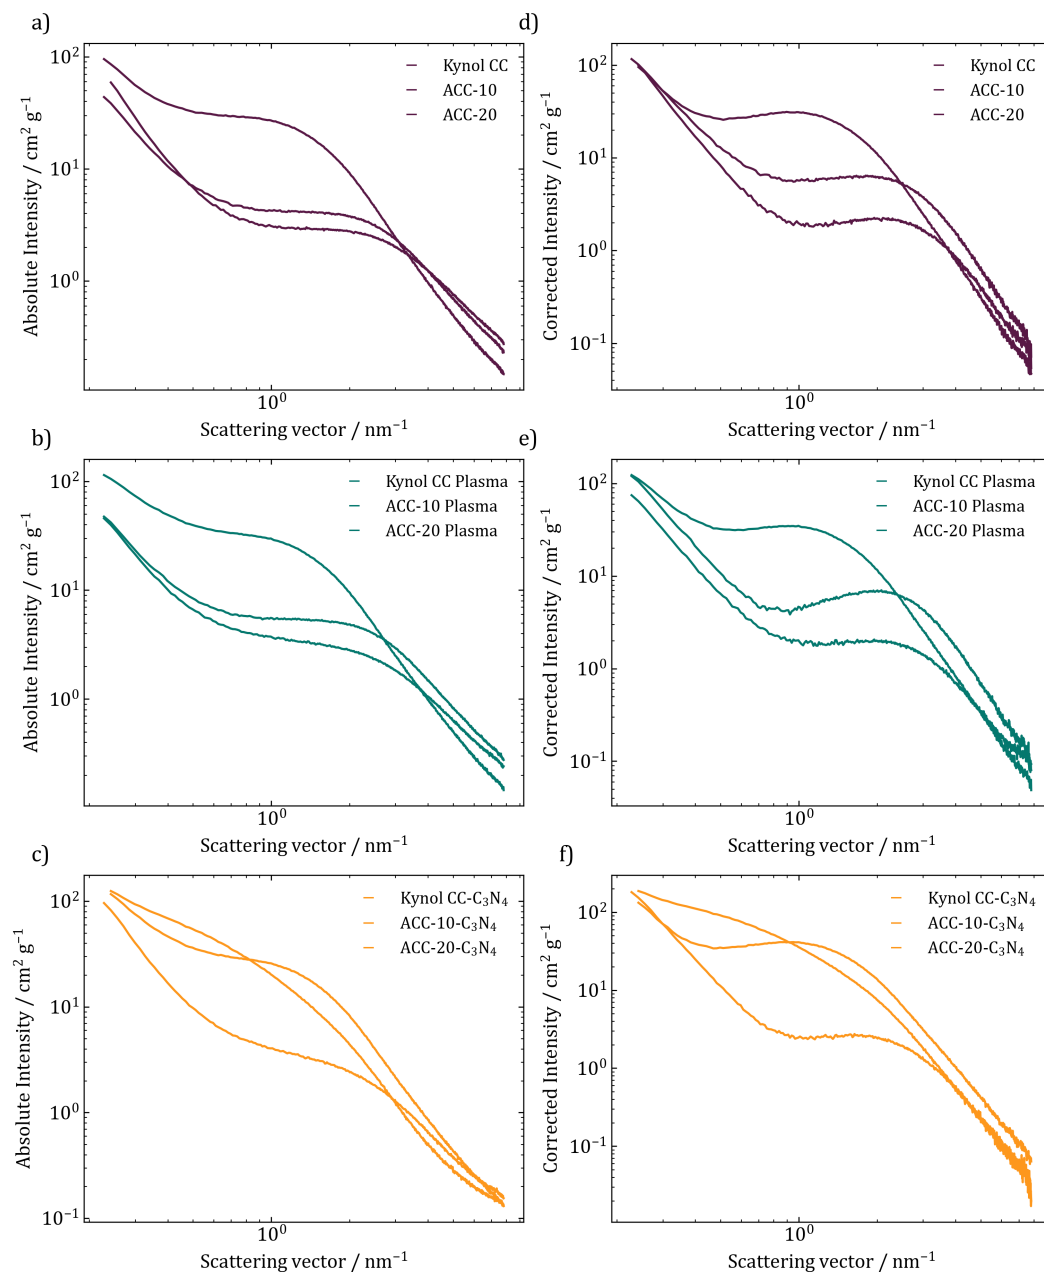 a)
10²
10¹
10⁰
Absolute Intensity / cm² g⁻¹
Kynol CC
ACC-10
ACC-20
10⁰
Scattering vector / nm⁻¹
d)
10²
10¹
10⁰
10⁻¹
Corrected Intensity / cm² g⁻¹
Kynol CC
ACC-10
ACC-20
10⁰
Scattering vector / nm⁻¹
b)
10²
10¹
10⁰
Absolute Intensity / cm² g⁻¹
Kynol CC Plasma
ACC-10 Plasma
ACC-20 Plasma
10⁰
Scattering vector / nm⁻¹
e)
10²
10¹
10⁰
10⁻¹
Corrected Intensity / cm² g⁻¹
Kynol CC Plasma
ACC-10 Plasma
ACC-20 Plasma
10⁰
Scattering vector / nm⁻¹
c)
10²
10¹
10⁰
10⁻¹
Absolute Intensity / cm² g⁻¹
Kynol CC-C₃N₄
ACC-10-C₃N₄
ACC-20-C₃N₄
10⁰
Scattering vector / nm⁻¹
f)
10²
10¹
10⁰
10⁻¹
Corrected Intensity / cm² g⁻¹
Kynol CC-C₃N₄
ACC-10-C₃N₄
ACC-20-C₃N₄
10⁰
Scattering vector / nm⁻¹